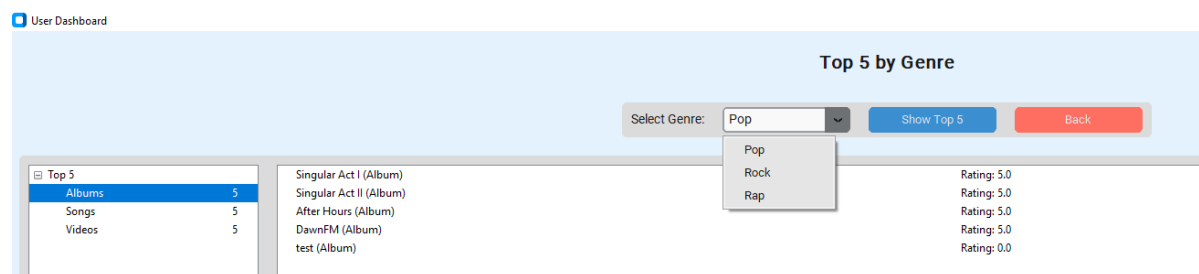 User Dashboard
Top 5 by Genre
Select Genre: Pop Show Top 5 Back
Pop
Rock
Rap
Top 5
Albums 5
Songs 5
Videos 5
Singular Act I (Album) Rating: 5.0
Singular Act II (Album) Rating: 5.0
After Hours (Album) Rating: 5.0
DawnFM (Album) Rating: 5.0
test (Album) Rating: 0.0